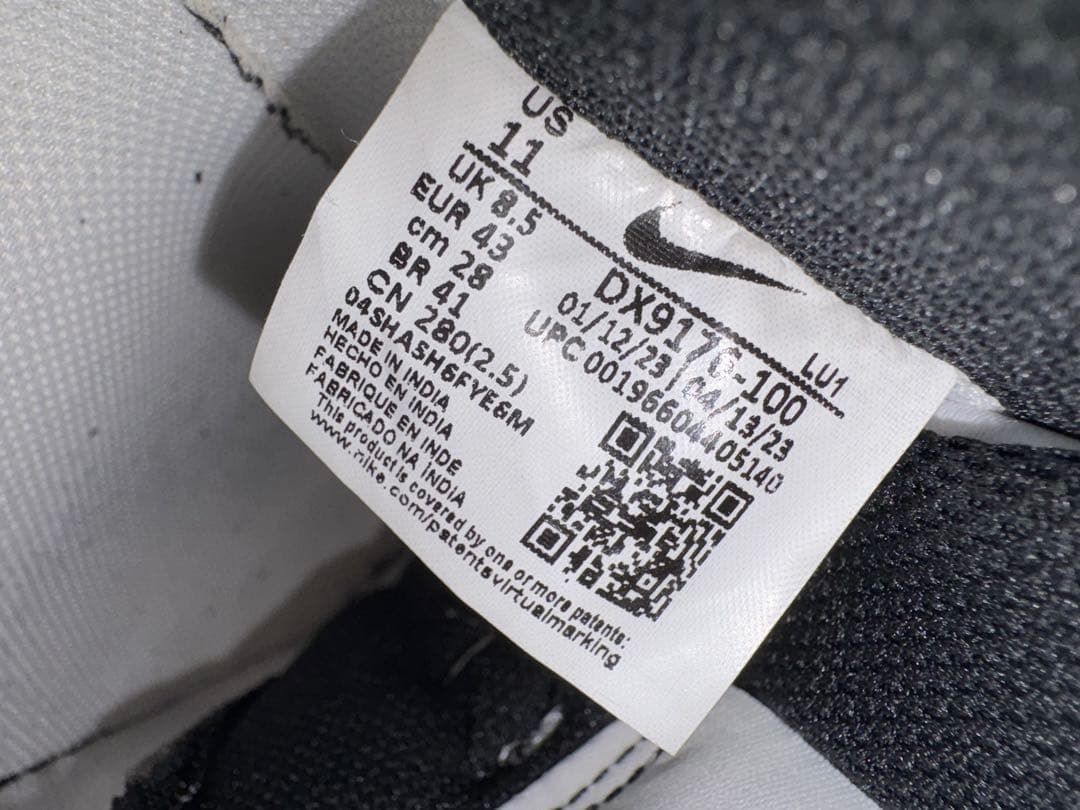 US
11
UK 8.5
EUR 43
cm 28
BR 41
CN 280(2.5)
04SHASH6FYE6M
MADE IN INDIA
HECHO EN INDIA
FABRIQUE EN INDE
FABRICADO NA INDIA
This product is covered by one or more patents:
www.nike.com/patentsvirtualmarking
LU1
DX9176-100
01/12/23 04/13/23
UPC 00196604405140